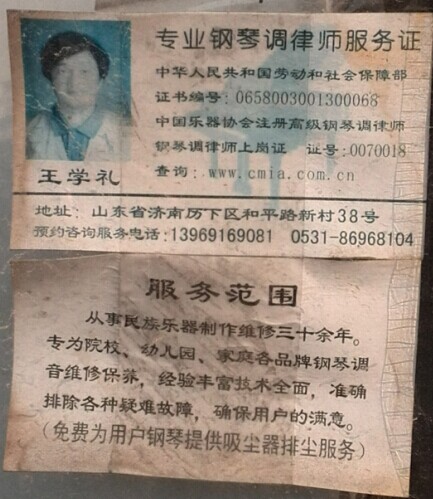 专业钢琴调律师服务证
中华人民共和国劳动和社会保障部
证书编号：0658003001300068
中国乐器协会注册高级钢琴调律师
钢琴调律师上岗证 证号：0070018
查询：www.cmia.com.cn
王学礼
地址：山东省济南历下区和平路新村38号
预约咨询服务电话：13969169081 0531-86968104
服务范围
从事民族乐器制作维修三十余年。
专为院校、幼儿园、家庭各品牌钢琴调
音维修保养，经验丰富技术全面，准确
排除各种疑难故障，确保用户的满意。
（免费为用户钢琴提供吸尘器排尘服务）